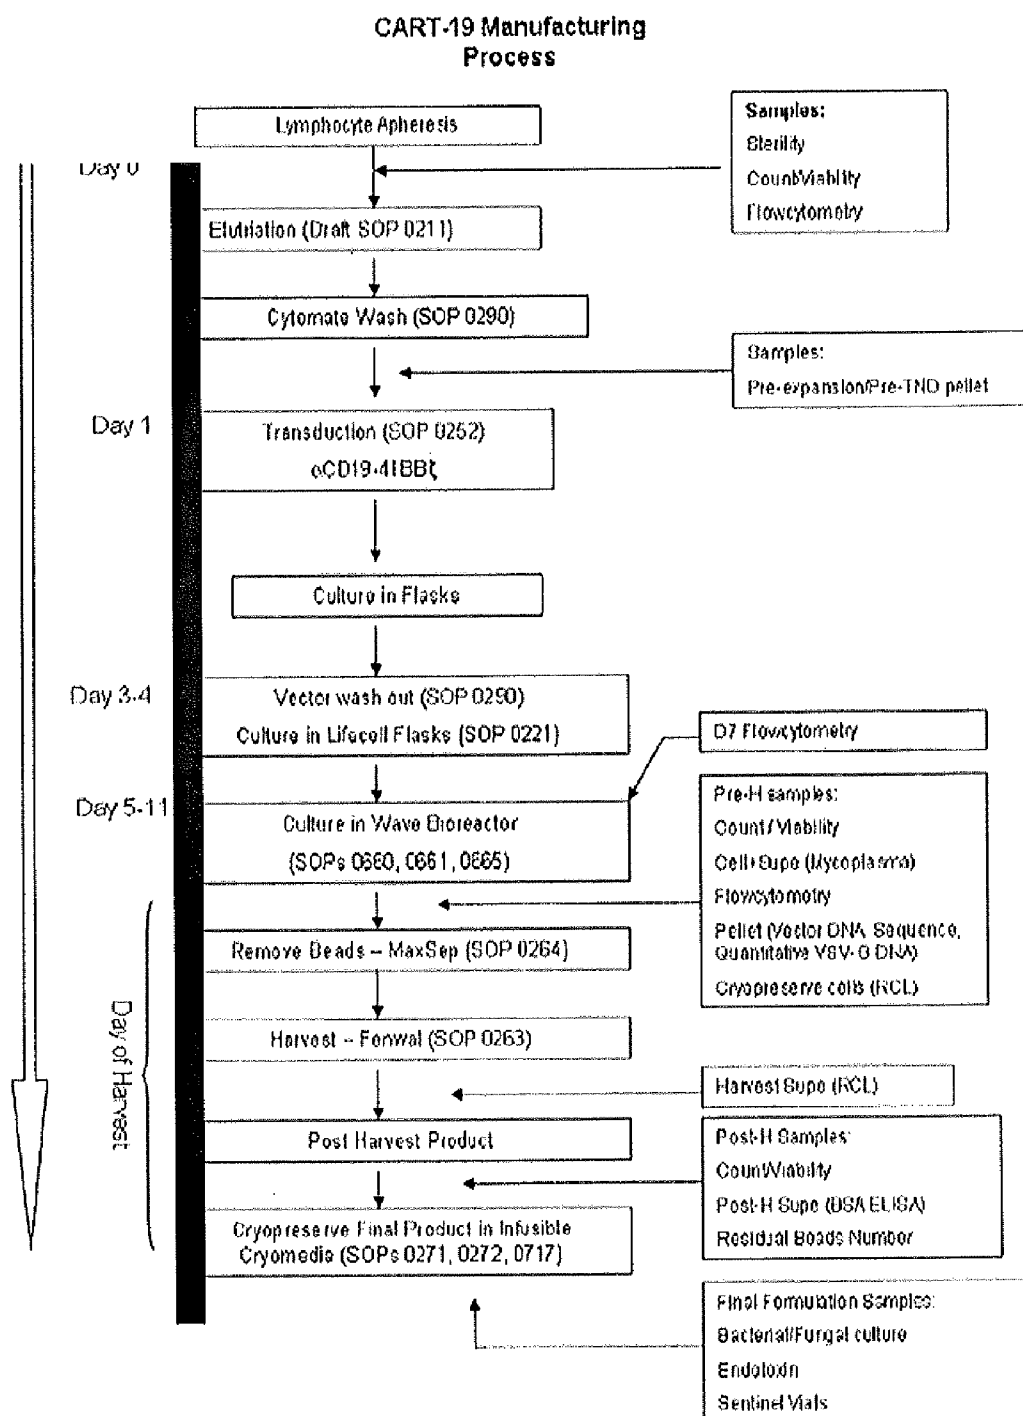 CART-19 Manufacturing
Process
Lymphocyte Apheresis
Samples:
Sterility
Count/Viability
Flowcytometry
Day 0
Elutriation (Draft SOP 0211)
Cytomate Wash (SOP 0290)
Samples:
Pre-expansion/Pre-TND pellet
Day 1
Transduction (SOP 0252)
αCD19-41BBζ
Culture in Flasks
Day 3-4
Vector wash out (SOP 0290)
Culture in Lifecell Flasks (SOP 0221)
D7 Flowcytometry
Day 5-11
Culture in Wave Bioreactor
(SOPs 0660, 0661, 0665)
Pre-H samples:
Count / Viability
Cell+Supe (Mycoplasma)
Flowcytometry
Pellet (Vector DNA Sequence,
Quantitative VSV-G DNA)
Cryopreserve cells (RCL)
Remove Beads – MaxSep (SOP 0264)
Day of Harvest
Harvest – Fenwal (SOP 0263)
Harvest Supe (RCL)
Post Harvest Product
Post-H Samples:
Count/Viability
Post-H Supe (BSA ELISA)
Residual Beads Number
Cryopreserve Final Product in Infusible
Cryomedia (SOPs 0271, 0272, 0717)
Final Formulation Samples:
Bacterial/Fungal culture
Endotoxin
Sentinel Vials